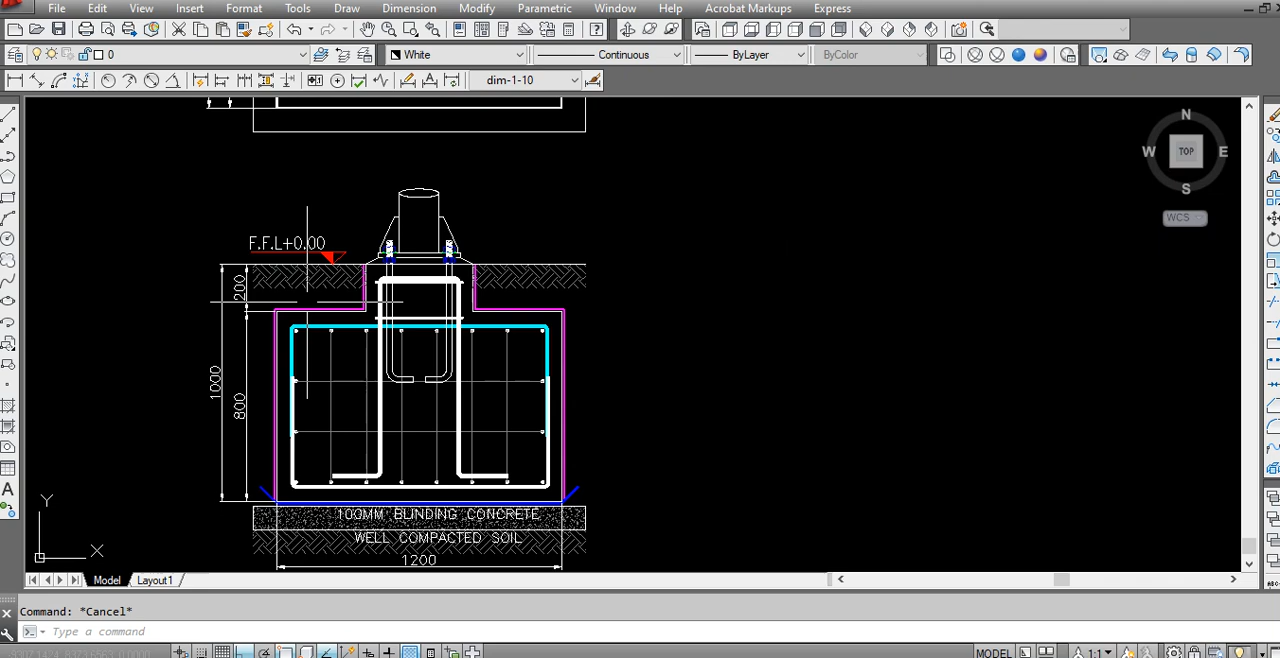 File Edit View Insert Format Tools Draw Dimension Modify Parametric Window Help Acrobat Markups Express
0 White Continuous ByLayer ByColor
dim-1-10
N
W TOP E
S
WCS
F.F.L+0.00
200
1000
800
100MM BLINDING CONCRETE
WELL COMPACTED SOIL
1200
Y
X
Model Layout1
Command: *Cancel*
Type a command
MODEL 1:1